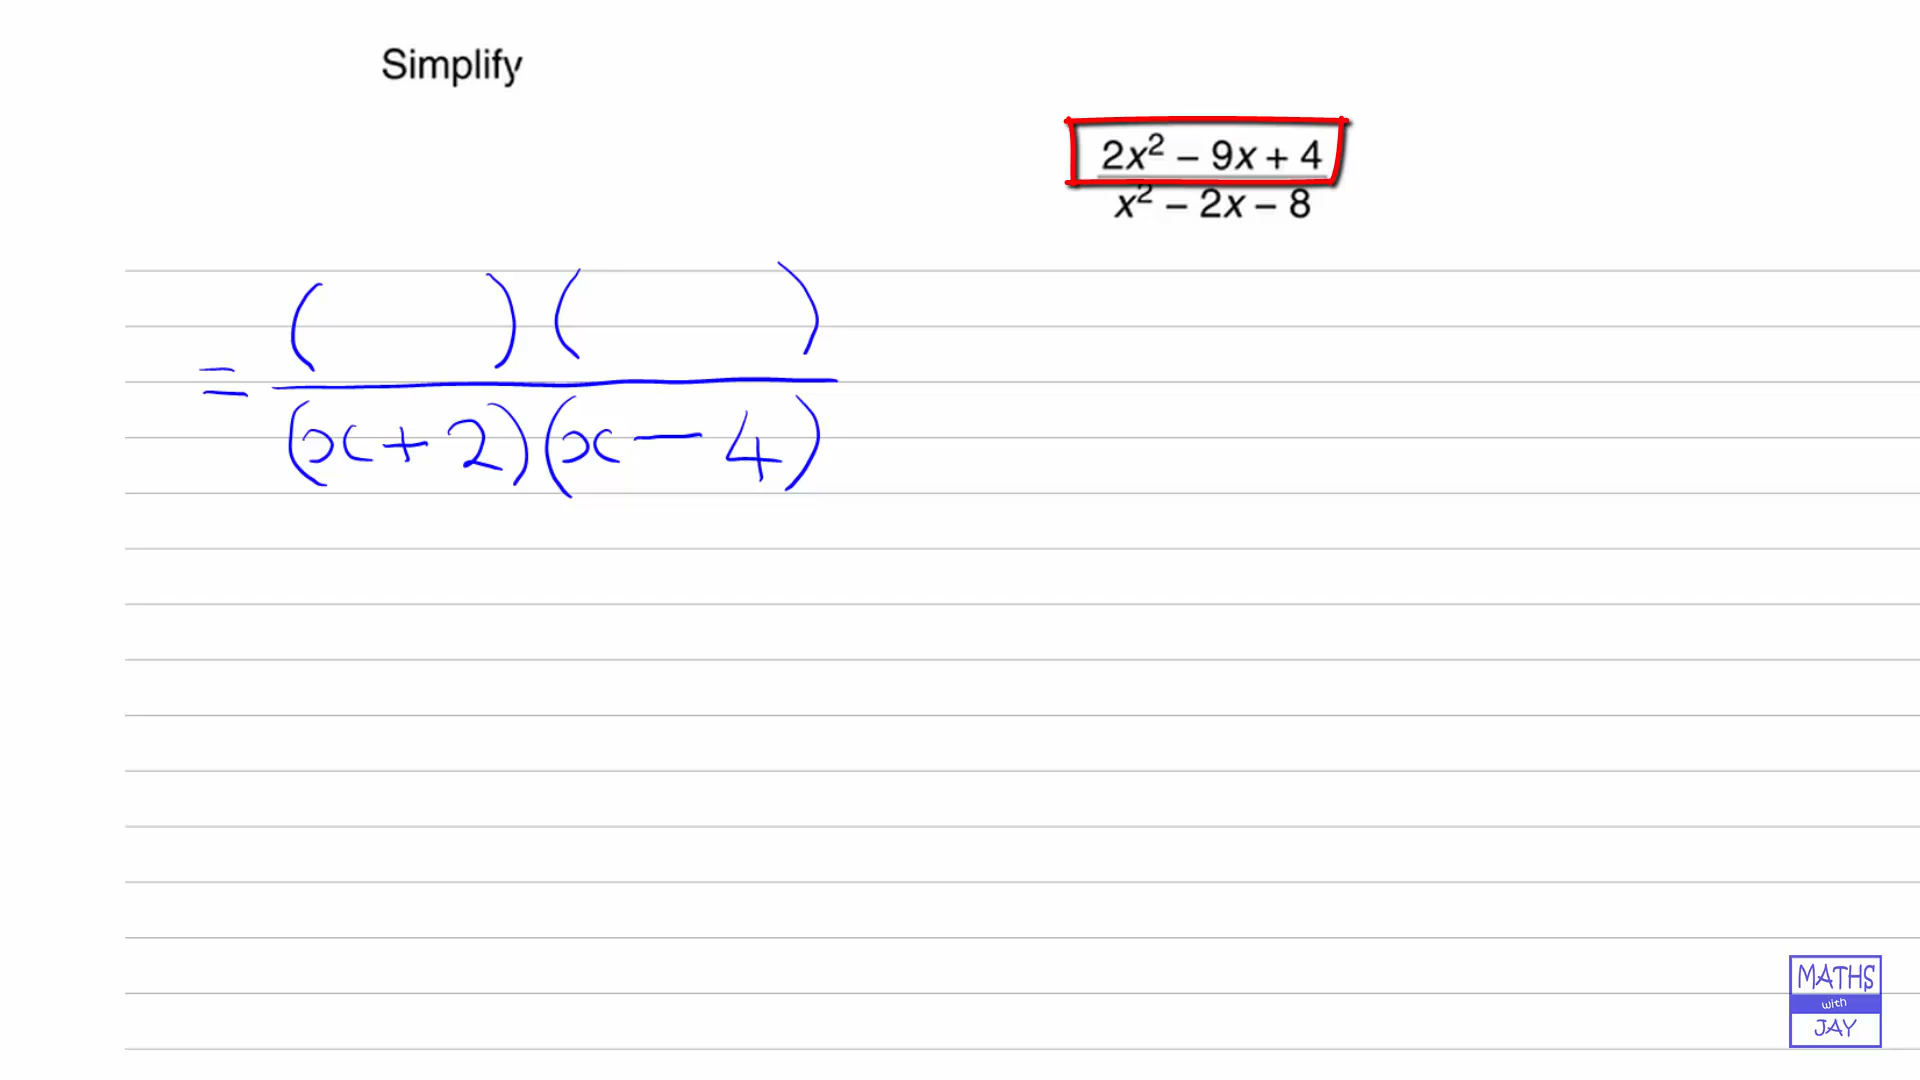 Simplify
2x² − 9x + 4
x² − 2x − 8
( ) ( )
=
(x + 2)(x − 4)
MATHS
with
JAY